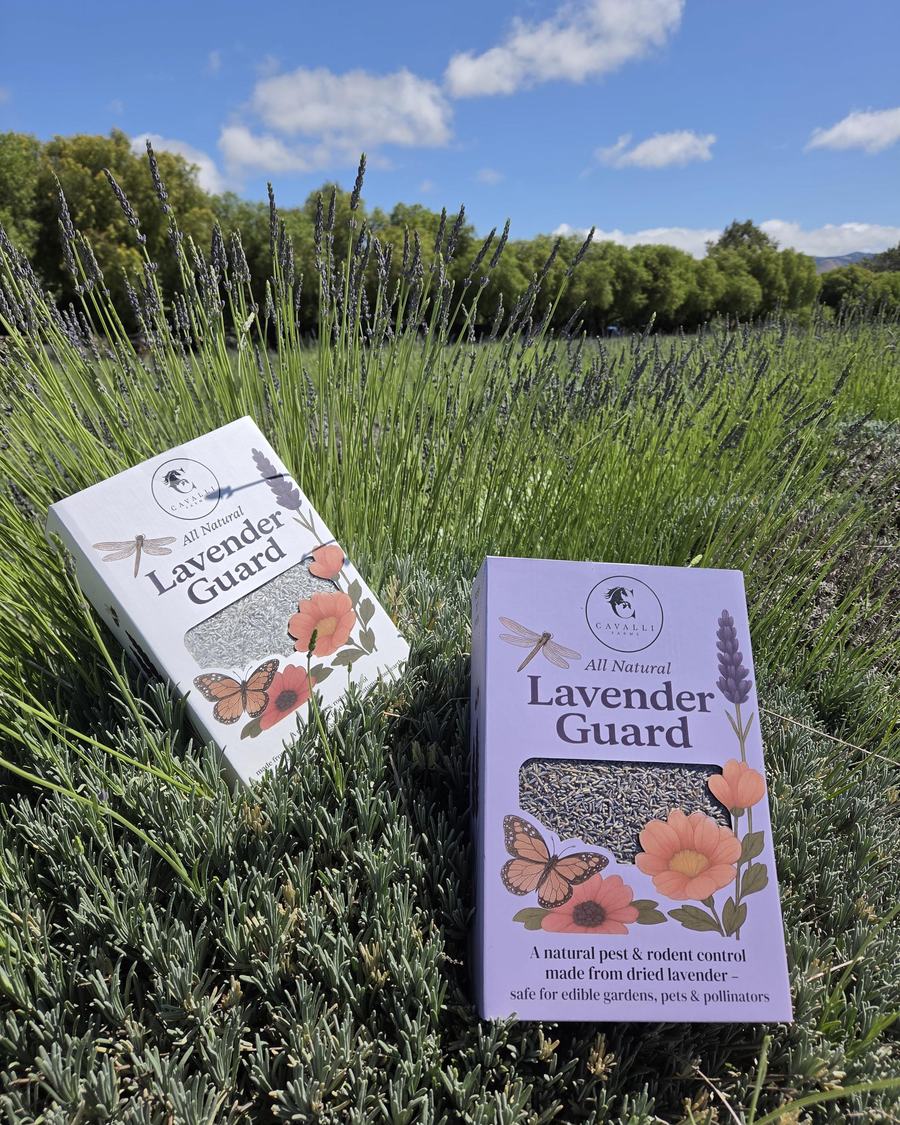 CAVALLI
FARMS
All Natural
Lavender
Guard
made
CAVALLI
FARMS
All Natural
Lavender
Guard
A natural pest & rodent control
made from dried lavender –
safe for edible gardens, pets & pollinators